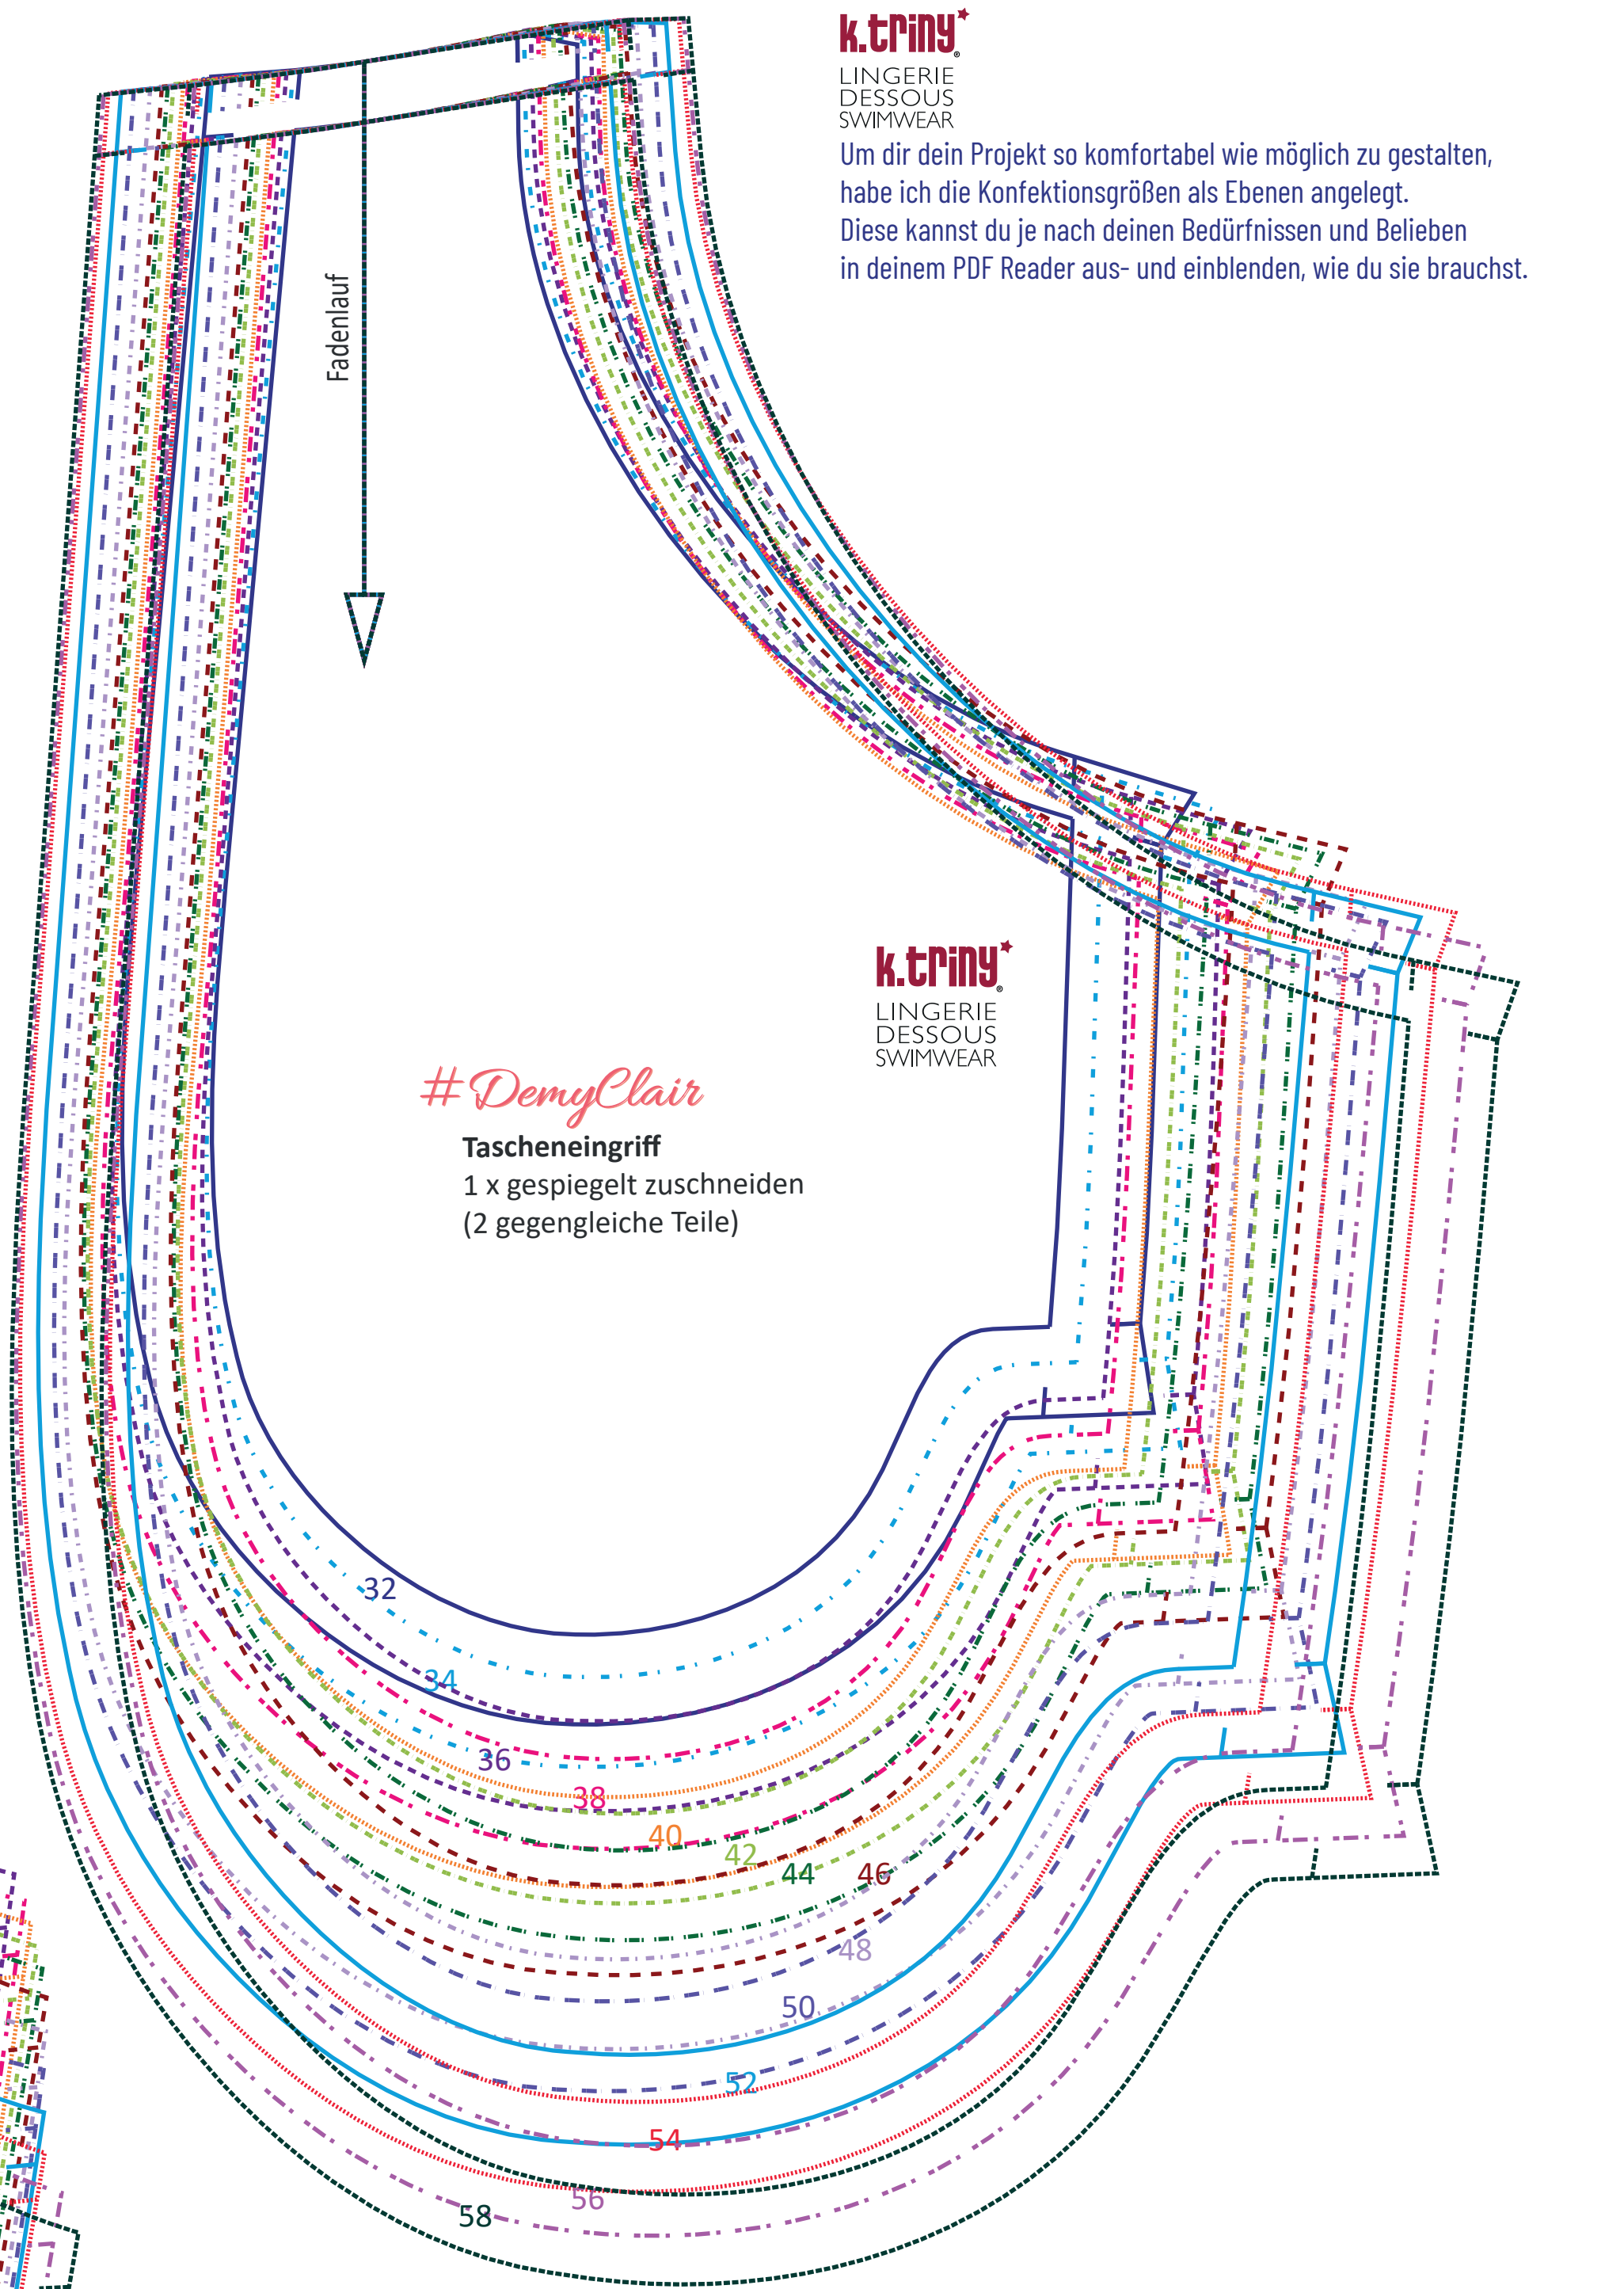 k.triny
®
LINGERIE
DESSOUS
SWIMWEAR
Um dir dein Projekt so komfortabel wie möglich zu gestalten,
habe ich die Konfektionsgrößen als Ebenen angelegt.
Diese kannst du je nach deinen Bedürfnissen und Belieben
in deinem PDF Reader aus- und einblenden, wie du sie brauchst.
Fadenlauf
k.triny
®
LINGERIE
DESSOUS
SWIMWEAR
#DemyClair
Tascheneingriff
1 x gespiegelt zuschneiden
(2 gegengleiche Teile)
32
34
36
38
40
42
44
46
48
50
52
54
56
58